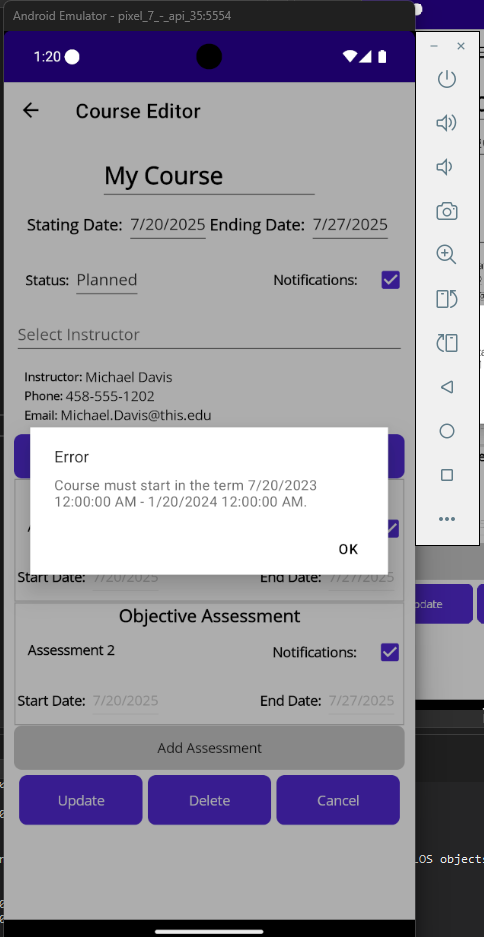 Android Emulator - pixel_7_-_api_35:5554
1:20
Course Editor
My Course
Stating Date: 7/20/2025 Ending Date: 7/27/2025
Status: Planned Notifications:
Select Instructor
Instructor: Michael Davis
Phone: 458-555-1202
Email: Michael.Davis@this.edu
Error
Course must start in the term 7/20/2023
12:00:00 AM - 1/20/2024 12:00:00 AM.
OK
Start Date: 7/20/2025 End Date: 7/27/2025
Objective Assessment
Assessment 2 Notifications:
Start Date: 7/20/2025 End Date: 7/27/2025
Add Assessment
Update Delete Cancel
pdate
LOS objects